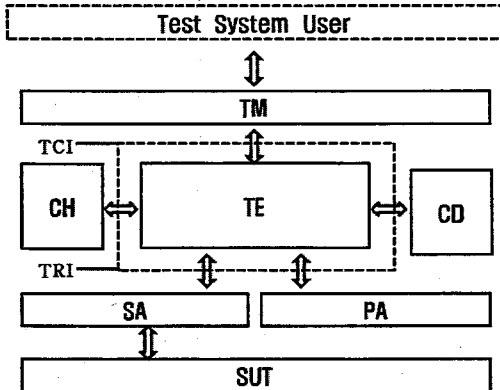 Test System User
TM
TCI
CH
TE
CD
TRI
SA
PA
SUT